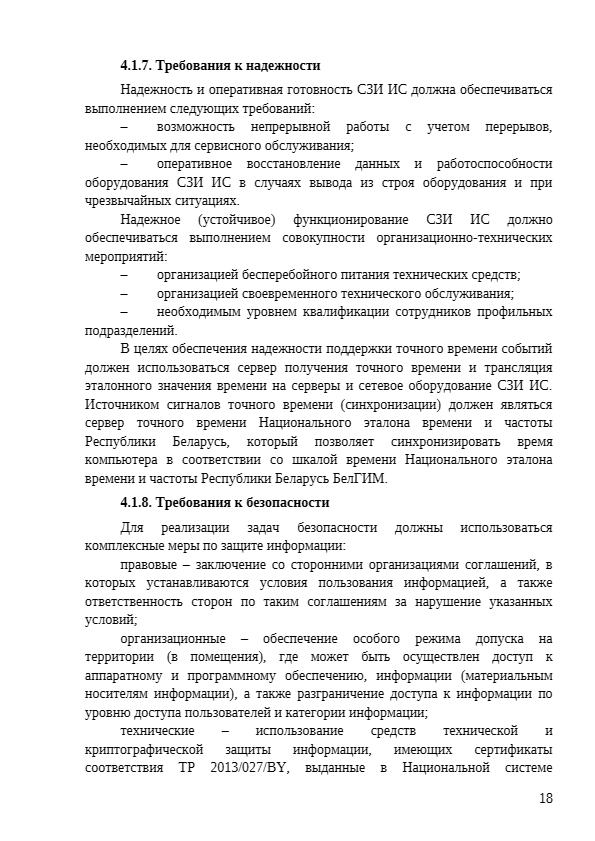 4.1.7. Требования к надежности
Надежность и оперативная готовность СЗИ ИС должна обеспечиваться
выполнением следующих требований:
– возможность непрерывной работы с учетом перерывов,
необходимых для сервисного обслуживания;
– оперативное восстановление данных и работоспособности
оборудования СЗИ ИС в случаях вывода из строя оборудования и при
чрезвычайных ситуациях.
Надежное (устойчивое) функционирование СЗИ ИС должно
обеспечиваться выполнением совокупности организационно-технических
мероприятий:
– организацией бесперебойного питания технических средств;
– организацией своевременного технического обслуживания;
– необходимым уровнем квалификации сотрудников профильных
подразделений.
В целях обеспечения надежности поддержки точного времени событий
должен использоваться сервер получения точного времени и трансляция
эталонного значения времени на серверы и сетевое оборудование СЗИ ИС.
Источником сигналов точного времени (синхронизации) должен являться
сервер точного времени Национального эталона времени и частоты
Республики Беларусь, который позволяет синхронизировать время
компьютера в соответствии со шкалой времени Национального эталона
времени и частоты Республики Беларусь БелГИМ.
4.1.8. Требования к безопасности
Для реализации задач безопасности должны использоваться
комплексные меры по защите информации:
правовые – заключение со сторонними организациями соглашений, в
которых устанавливаются условия пользования информацией, а также
ответственность сторон по таким соглашениям за нарушение указанных
условий;
организационные – обеспечение особого режима допуска на
территории (в помещения), где может быть осуществлен доступ к
аппаратному и программному обеспечению, информации (материальным
носителям информации), а также разграничение доступа к информации по
уровню доступа пользователей и категории информации;
технические – использование средств технической и
криптографической защиты информации, имеющих сертификаты
соответствия ТР 2013/027/BY, выданные в Национальной системе
18